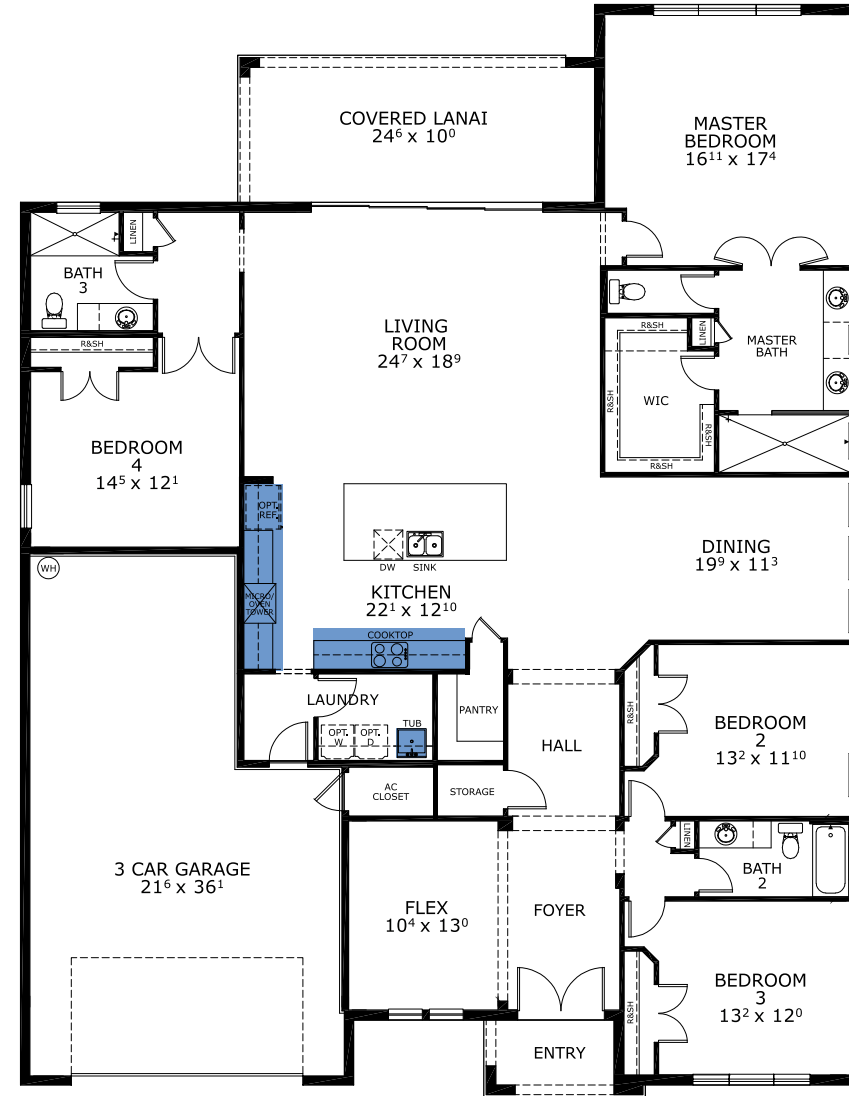 COVERED LANAI
24⁶ x 10⁰
MASTER
BEDROOM
16¹¹ x 17⁴
LINEN
BATH
3
R&SH
LIVING
ROOM
24⁷ x 18⁹
R&SH
LINEN
MASTER
BATH
WIC
R&SH
R&SH
R&SH
BEDROOM
4
14⁵ x 12¹
OPT.
REF.
DW
SINK
DINING
19⁹ x 11³
WH
MICRO/
OVEN
TOWER
KITCHEN
22¹ x 12¹⁰
COOKTOP
LAUNDRY
OPT.
W
OPT.
D
TUB
PANTRY
HALL
R&SH
BEDROOM
2
13² x 11¹⁰
AC
CLOSET
STORAGE
LINEN
BATH
2
3 CAR GARAGE
21⁶ x 36¹
FLEX
10⁴ x 13⁰
FOYER
R&SH
BEDROOM
3
13² x 12⁰
ENTRY